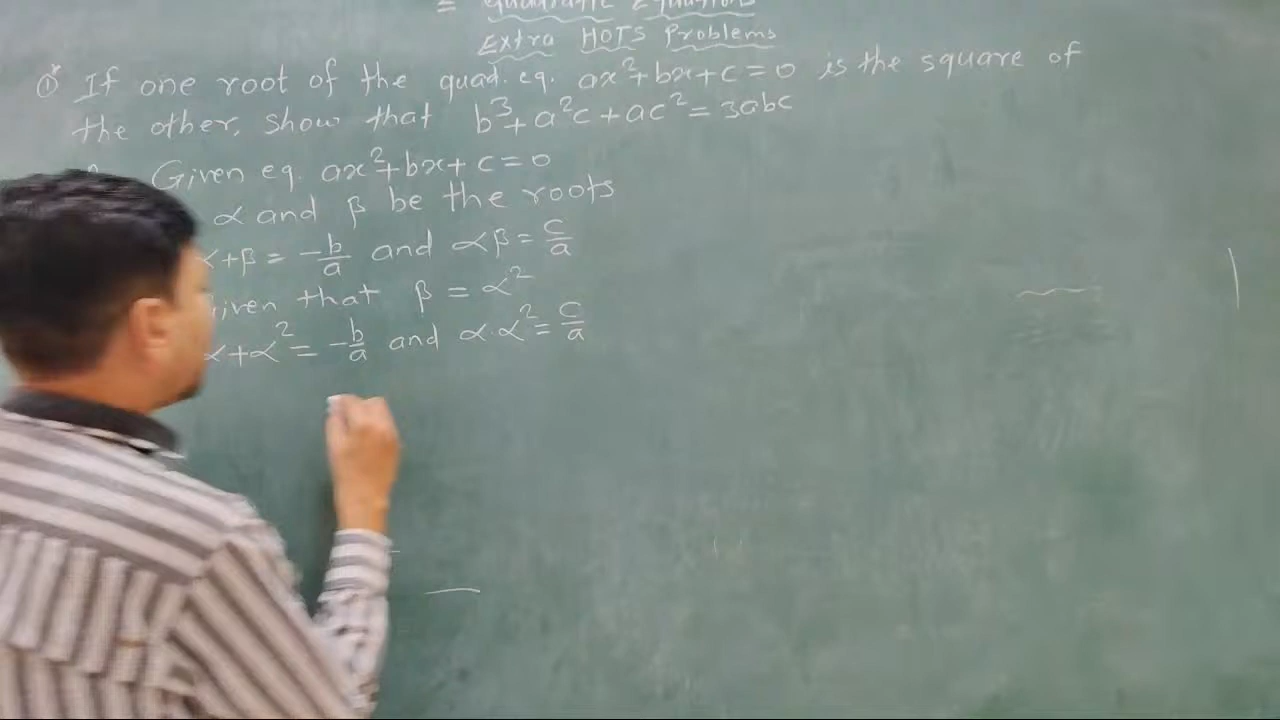 = Quadratic Equations
Extra HOTS Problems
① If one root of the quad. eq. ax²+bx+c=0 is the square of
the other, show that b³+a²c+ac²=3abc
Given eq. ax²+bx+c=0
α and β be the roots
α+β = -b/a and αβ = c/a
Given that β = α²
α+α² = -b/a and α·α² = c/a